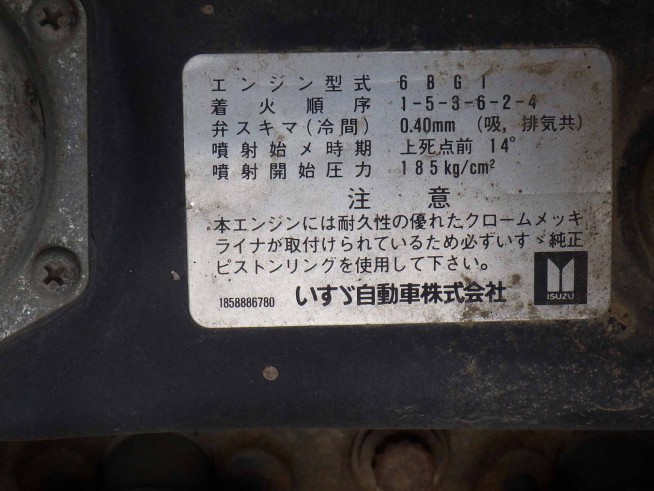 エンジン型式 6BG1
着火順序 1-5-3-6-2-4
弁スキマ(冷間) 0.40mm (吸,排気共)
噴射始メ時期 上死点前 14°
噴射開始圧力 185kg/cm²
注意
本エンジンには耐久性の優れたクロームメッキ
ライナが取付けられているため必ずいすゞ純正
ピストンリングを使用して下さい。
1858886780 いすゞ自動車株式会社
ISUZU